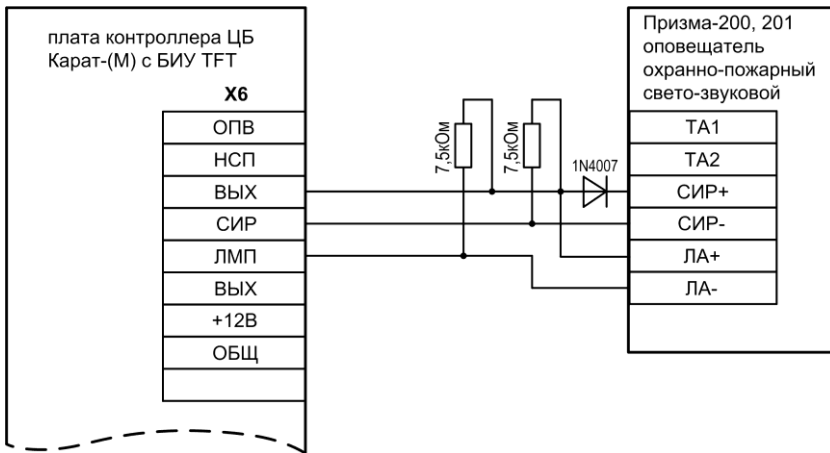 плата контроллера ЦБ
Карат-(М) с БИУ TFT
X6
ОПВ
НСП
ВЫХ
СИР
ЛМП
ВЫХ
+12В
ОБЩ
7,5кОм
7,5кОм
1N4007
Призма-200, 201
оповещатель
охранно-пожарный
свето-звуковой
ТА1
ТА2
СИР+
СИР-
ЛА+
ЛА-